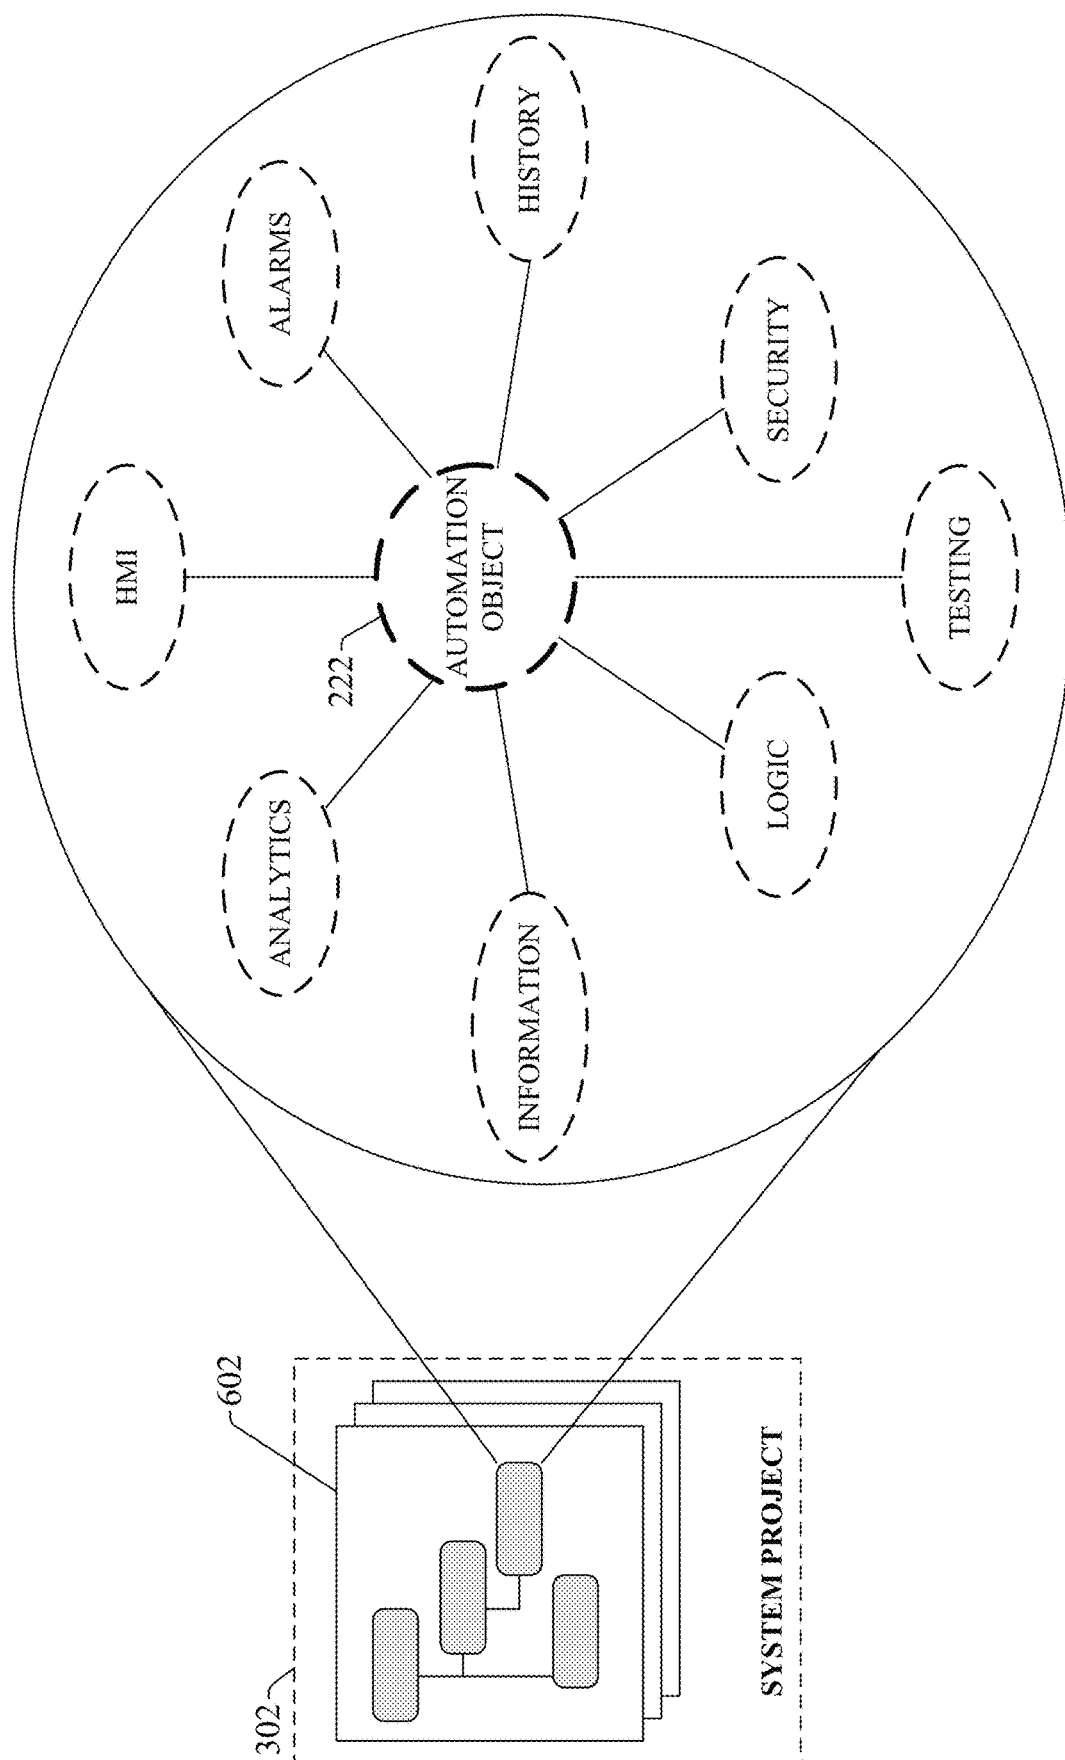 HMI
ANALYTICS
ALARMS
222
AUTOMATION
OBJECT
INFORMATION
HISTORY
LOGIC
SECURITY
TESTING
302
602
SYSTEM PROJECT